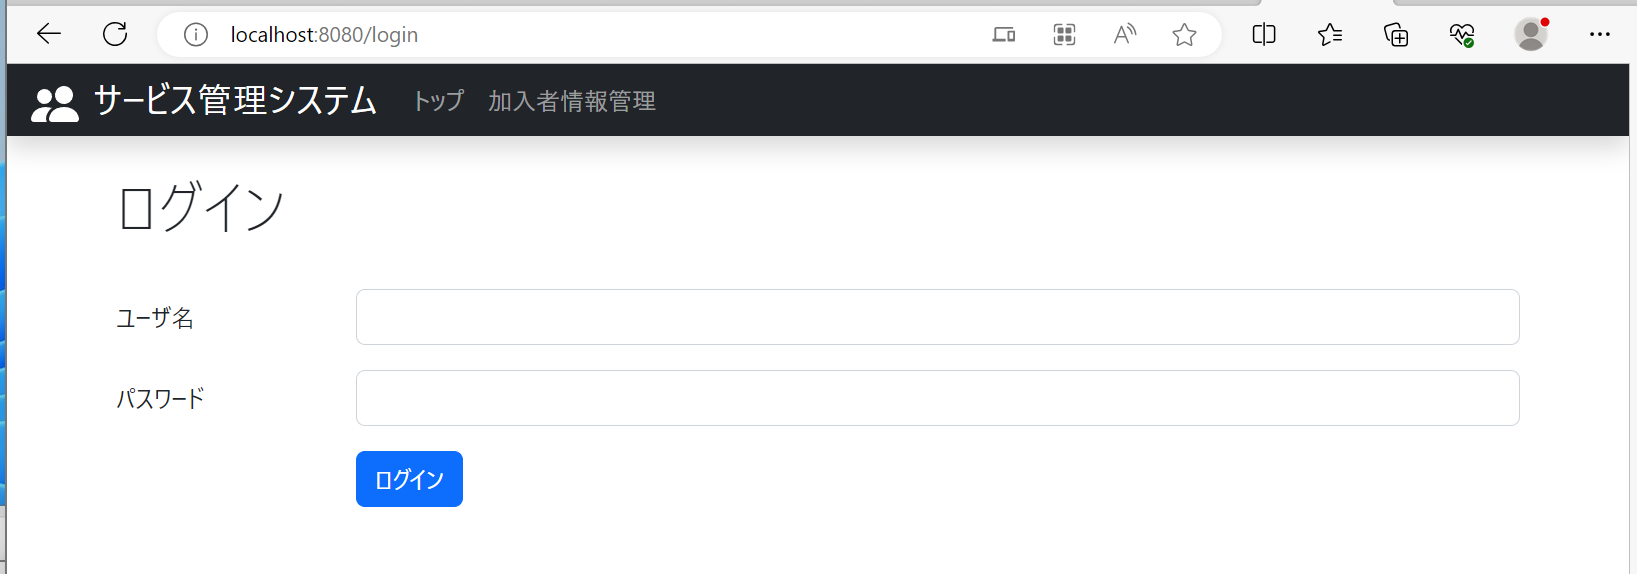 localhost:8080/login
サービス管理システム トップ 加入者情報管理
ログイン
ユーザ名
パスワード
ログイン